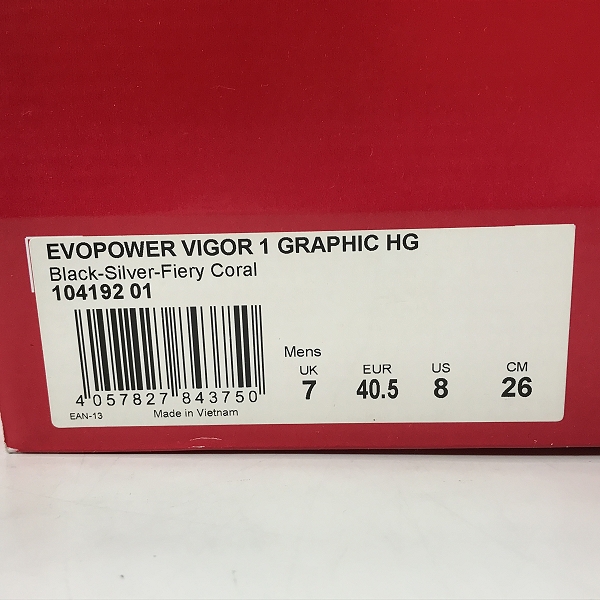 EVOPOWER VIGOR 1 GRAPHIC HG
Black-Silver-Fiery Coral
104192 01
4 057827 843750
EAN-13 Made in Vietnam
Mens
UK EUR US CM
7 40.5 8 26